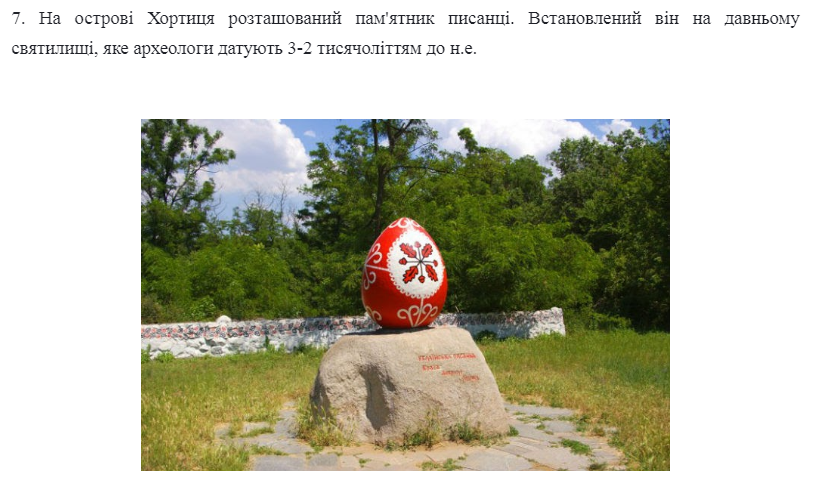 7. На острові Хортиця розташований пам'ятник писанці. Встановлений він на давньому
святилищі, яке археологи датують 3-2 тисячоліттям до н.е.